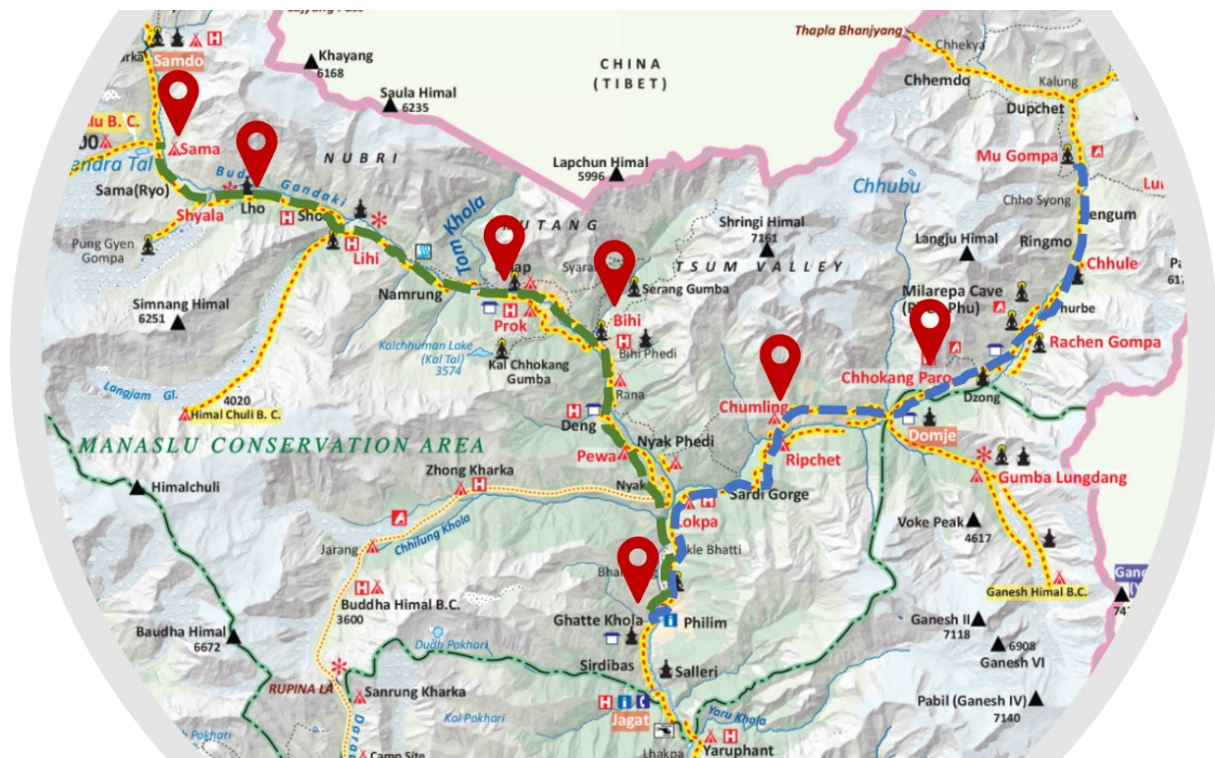 Thapla Bhanjyang
Chhekya
Khayang
6168
CHINA
(TIBET)
Samdo
Chhemdo
Kalung
Saula Himal
6235
Dupchet
B. C.
Sama
NUBRI
Lapchun Himal
5996
Mu Gompa
Tal
Sama(Ryo)
Gandaki
Chhubu
Shyala
Lho
Sho
Tom Khola
Chho Syong
Shringi Himal
7161
Pung Gyen
Gompa
Lihi
Langju Himal
Ringmo
TSUM VALLEY
Chhule
Namrung
Serang Gumba
Milarepa Cave
Simnang Himal
6251
Prok
Bihi
Bihi Phedi
Rachen Gompa
Kalchhuman Lake
(Kal Tal)
3574
Kal Chhokang
Gumba
Chhokang Paro
Langjam Gl.
4020
Himal Chuli B. C.
Rana
Dzong
Chumling
Deng
Domje
MANASLU CONSERVATION AREA
Nyak Phedi
Pewa
Ripchet
Zhong Kharka
Gumba Lungdang
Himalchuli
Nyak
Sardi Gorge
Voke Peak
4617
Jarang
Chhilung Khola
Bhatti
Buddha Himal B.C.
3600
Ganesh Himal B.C.
Ghatte Khola
Philim
Ganesh II
7118
Baudha Himal
6672
Dudh Pokhari
6908
Ganesh VI
Sirdibas
Salleri
RUPINA LA
Sanrung Kharka
Pabil (Ganesh IV)
7140
Kal Pokhari
Jagat
Yaru Khola
Pokhari
Lhakpa
Yaruphant
Camp Site